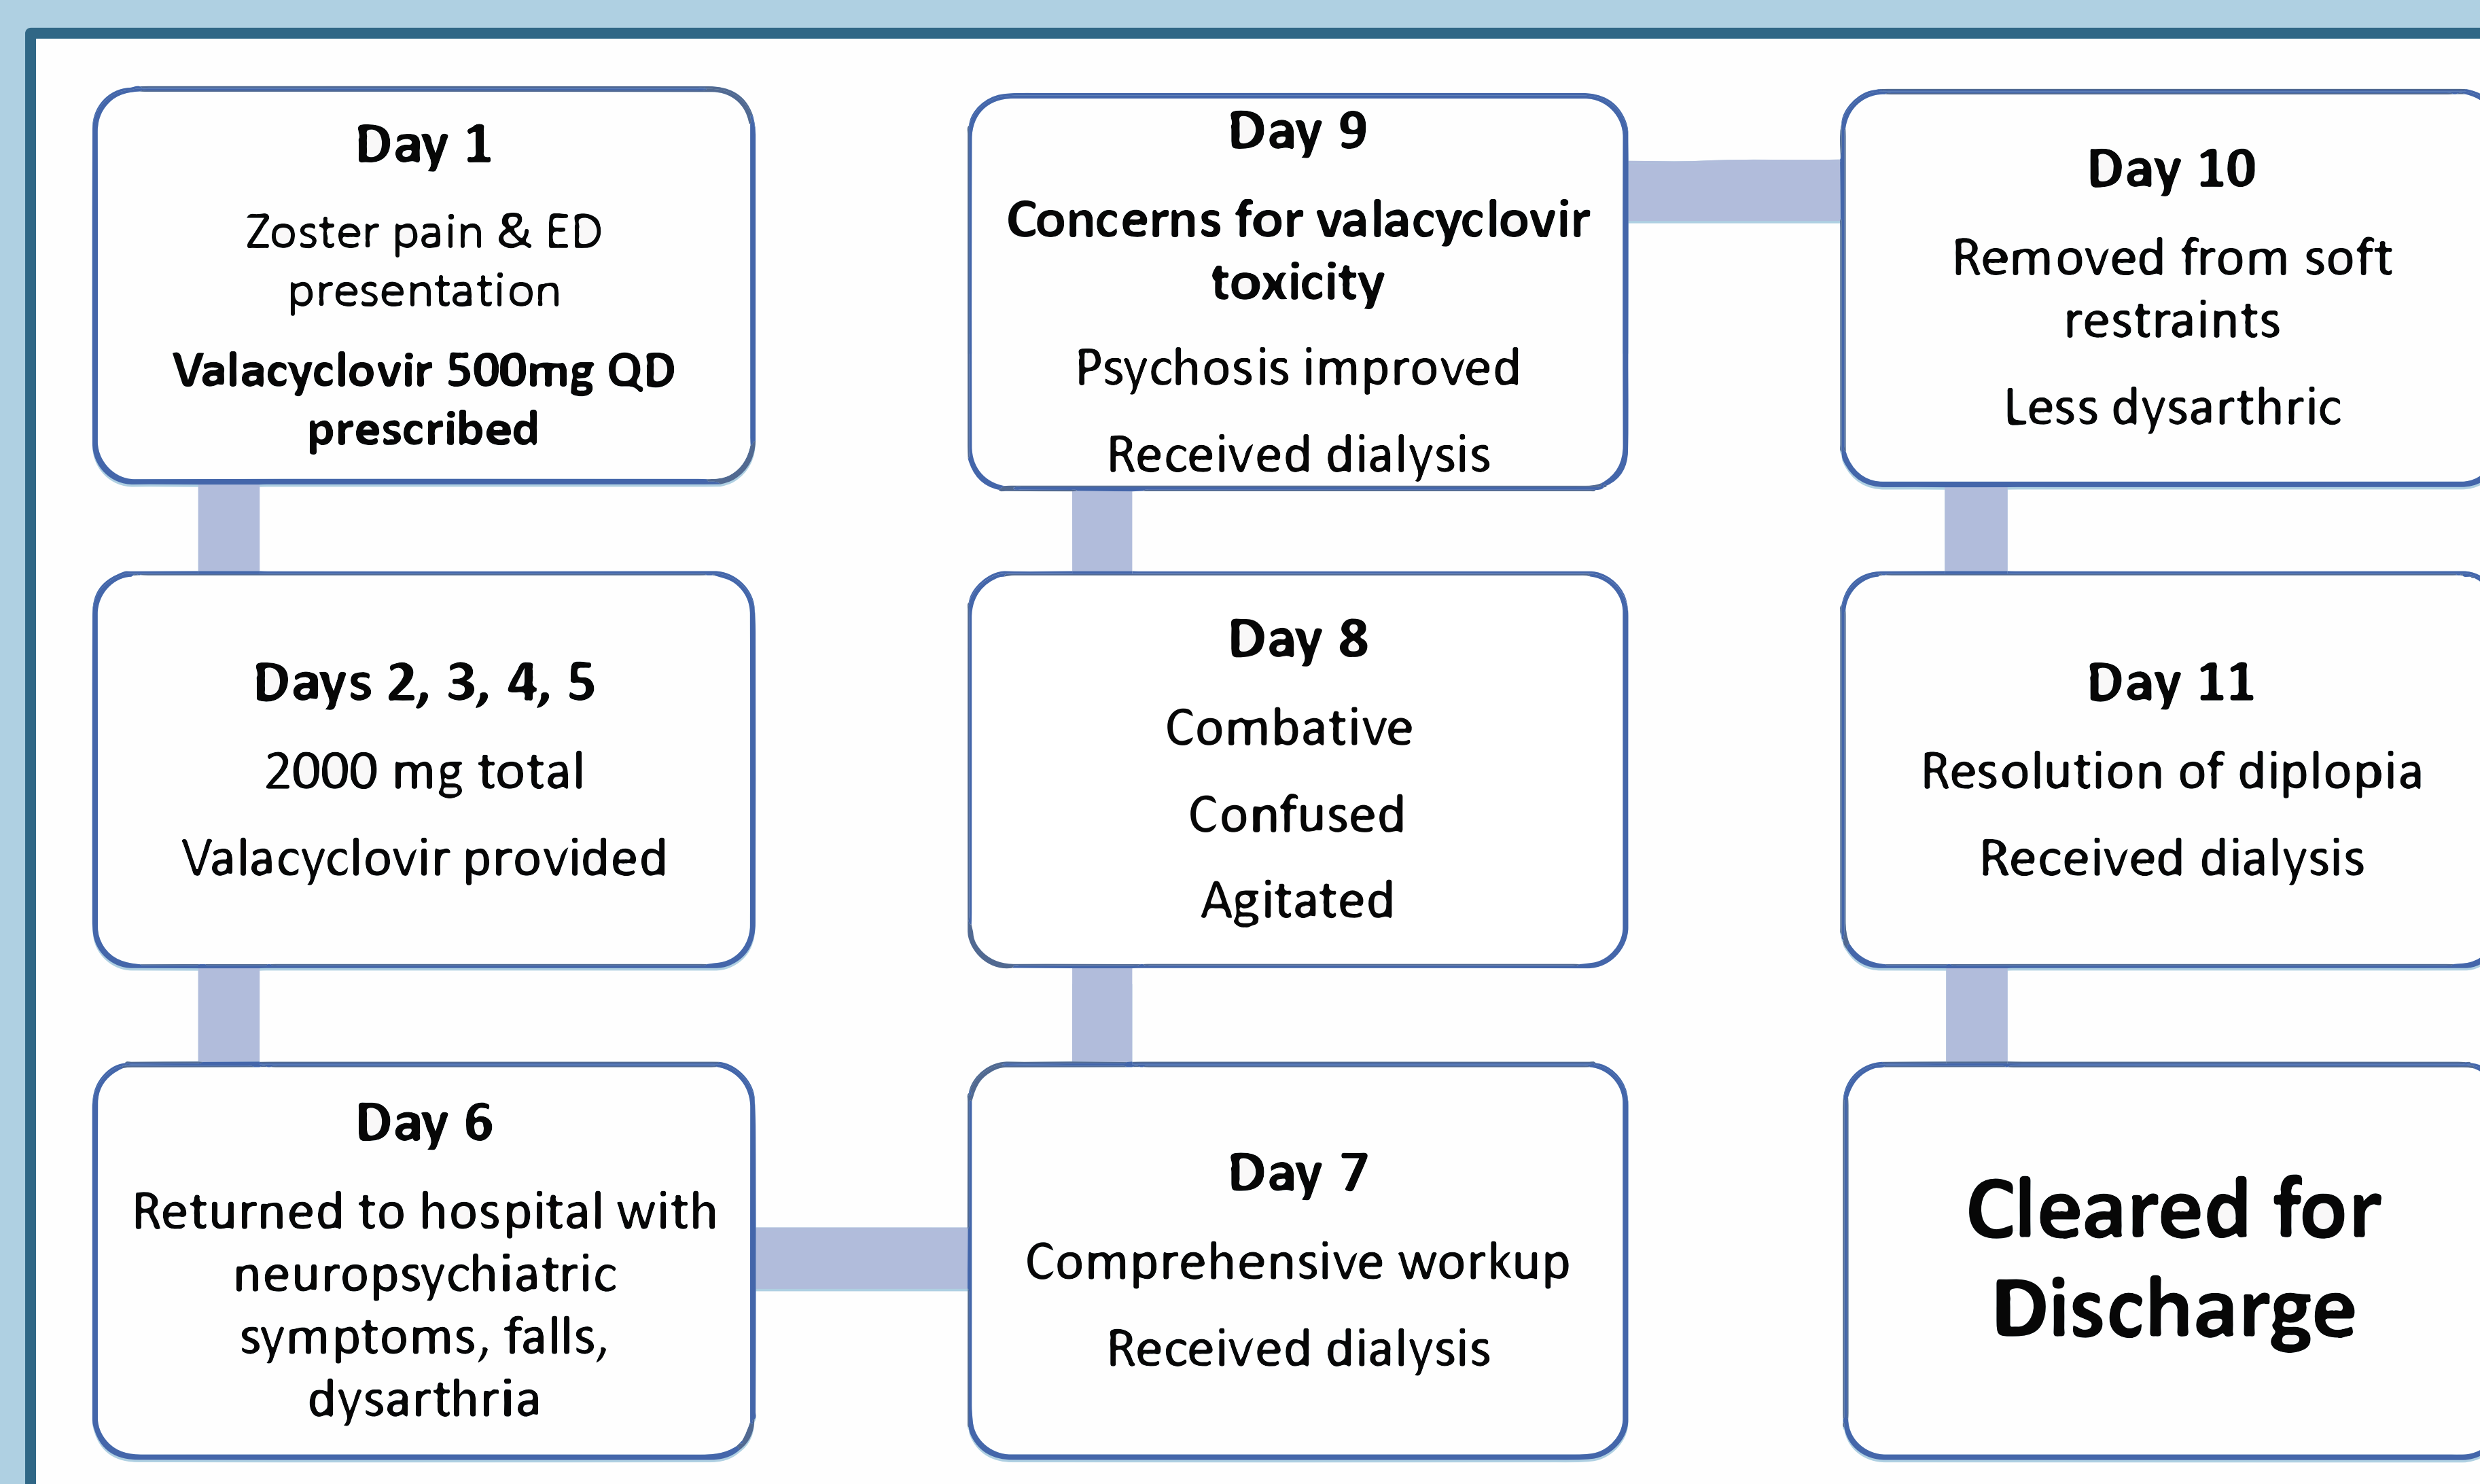 Day 1
Zoster pain & ED
presentation
Valacyclovir 500mg QD
prescribed
Days 2, 3, 4, 5
2000 mg total
Valacyclovir provided
Day 6
Returned to hospital with
neuropsychiatric
symptoms, falls,
dysarthria
Day 7
Comprehensive workup
Received dialysis
Day 8
Combative
Confused
Agitated
Day 9
Concerns for valacyclovir
toxicity
Psychosis improved
Received dialysis
Day 10
Removed from soft
restraints
Less dysarthric
Day 11
Resolution of diplopia
Received dialysis
Cleared for
Discharge